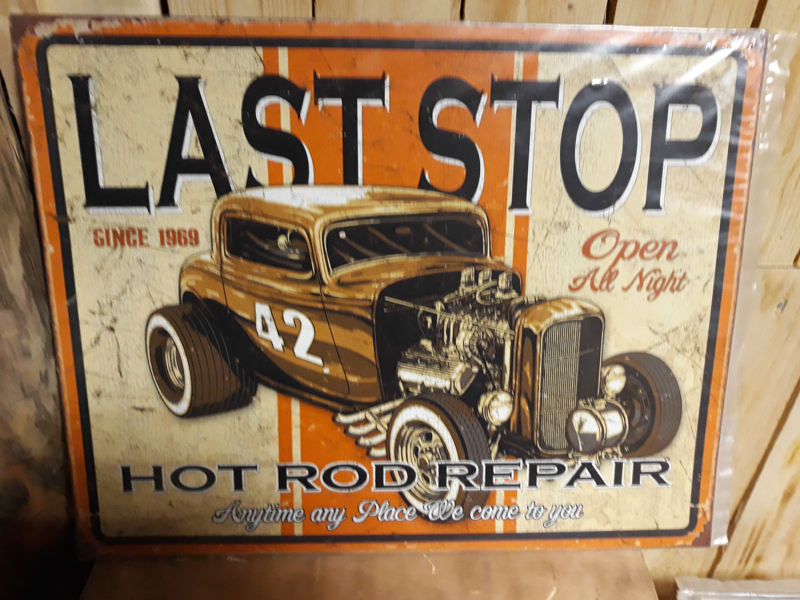 LAST STOP
SINCE 1969
Open
All Night
42
HOT ROD REPAIR
Anytime any Place We come to you